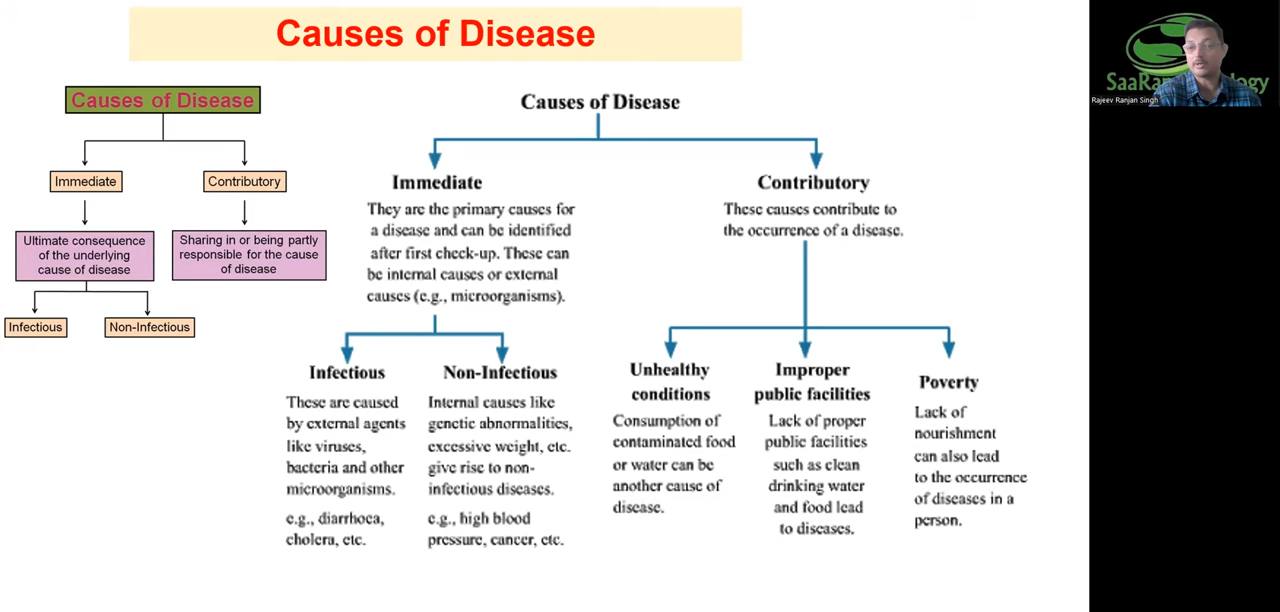 Causes of Disease
Causes of Disease
Immediate
Contributory
Ultimate consequence
of the underlying
cause of disease
Sharing in or being partly
responsible for the cause
of disease
Infectious
Non-Infectious
Causes of Disease
Immediate
They are the primary causes for
a disease and can be identified
after first check-up. These can
be internal causes or external
causes (e.g., microorganisms).
Contributory
These causes contribute to
the occurrence of a disease.
Infectious
These are caused
by external agents
like viruses,
bacteria and other
microorganisms.
e.g., diarrhoea,
cholera, etc.
Non-Infectious
Internal causes like
genetic abnormalities,
excessive weight, etc.
give rise to non-
infectious diseases.
e.g., high blood
pressure, cancer, etc.
Unhealthy
conditions
Consumption of
contaminated food
or water can be
another cause of
disease.
Improper
public facilities
Lack of proper
public facilities
such as clean
drinking water
and food lead
to diseases.
Poverty
Lack of
nourishment
can also lead
to the occurrence
of diseases in a
person.
Rajeev Ranjan Singh